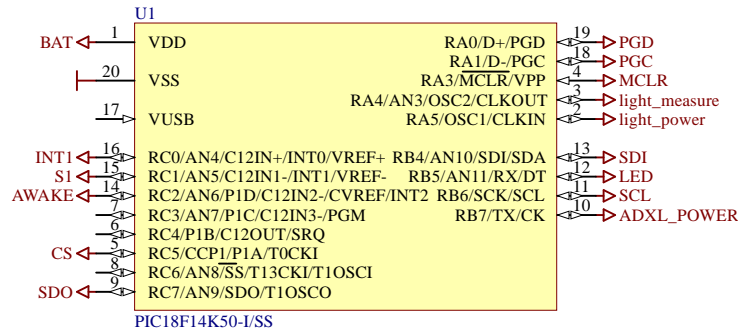 U1
BAT 1 VDD RA0/D+/PGD 19 PGD
RA1/D-/PGC 18 PGC
20 VSS RA3/MCLR/VPP 4 MCLR
RA4/AN3/OSC2/CLKOUT 3 light_measure
17 VUSB RA5/OSC1/CLKIN 2 light_power
INT1 16 RC0/AN4/C12IN+/INT0/VREF+ RB4/AN10/SDI/SDA 13 SDI
S1 15 RC1/AN5/C12IN1-/INT1/VREF- RB5/AN11/RX/DT 12 LED
AWAKE 14 RC2/AN6/P1D/C12IN2-/CVREF/INT2 RB6/SCK/SCL 11 SCL
7 RC3/AN7/P1C/C12IN3-/PGM RB7/TX/CK 10 ADXL_POWER
6 RC4/P1B/C12OUT/SRQ
CS 5 RC5/CCP1/P1A/T0CKI
8 RC6/AN8/SS/T13CKI/T1OSCI
SDO 9 RC7/AN9/SDO/T1OSCO
PIC18F14K50-I/SS